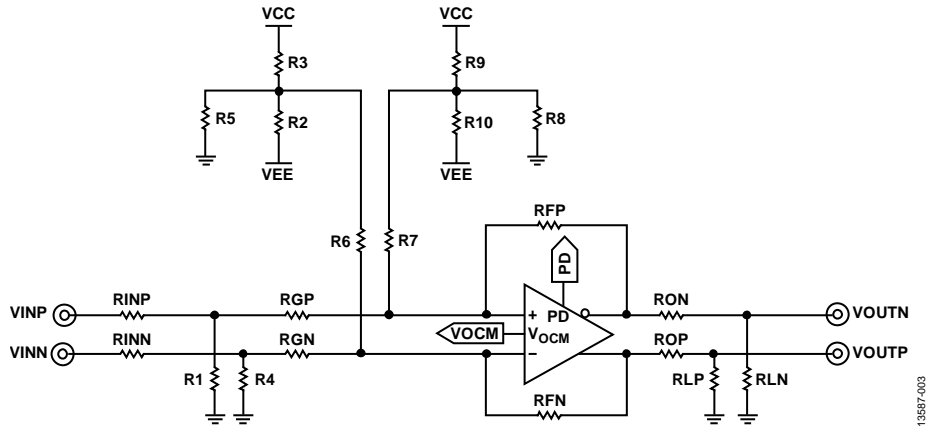 VCC
VCC
R3
R9
R5
R2
R10
R8
VEE
VEE
RFP
R6
R7
PD
VINP
RINP
RGP
+
PD
RON
VOUTN
VOCM
VOCM
VINN
RINN
RGN
−
ROP
VOUTP
R1
R4
RLP
RLN
RFN
13587-003